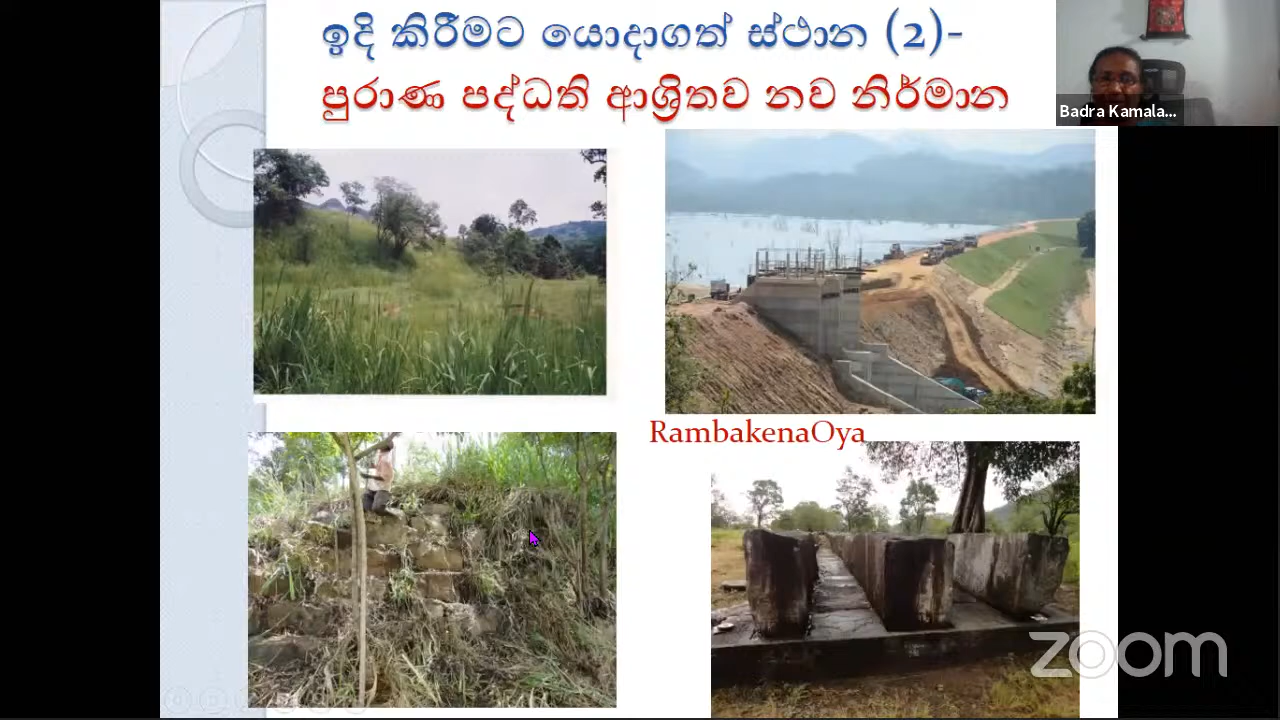 ඉදි කිරීමට යොදාගත් ස්ථාන (2)-
පුරාණ පද්ධති ආශ්‍රිතව නව නිර්මාන
Badra Kamala...
RambakenaOya
zoom